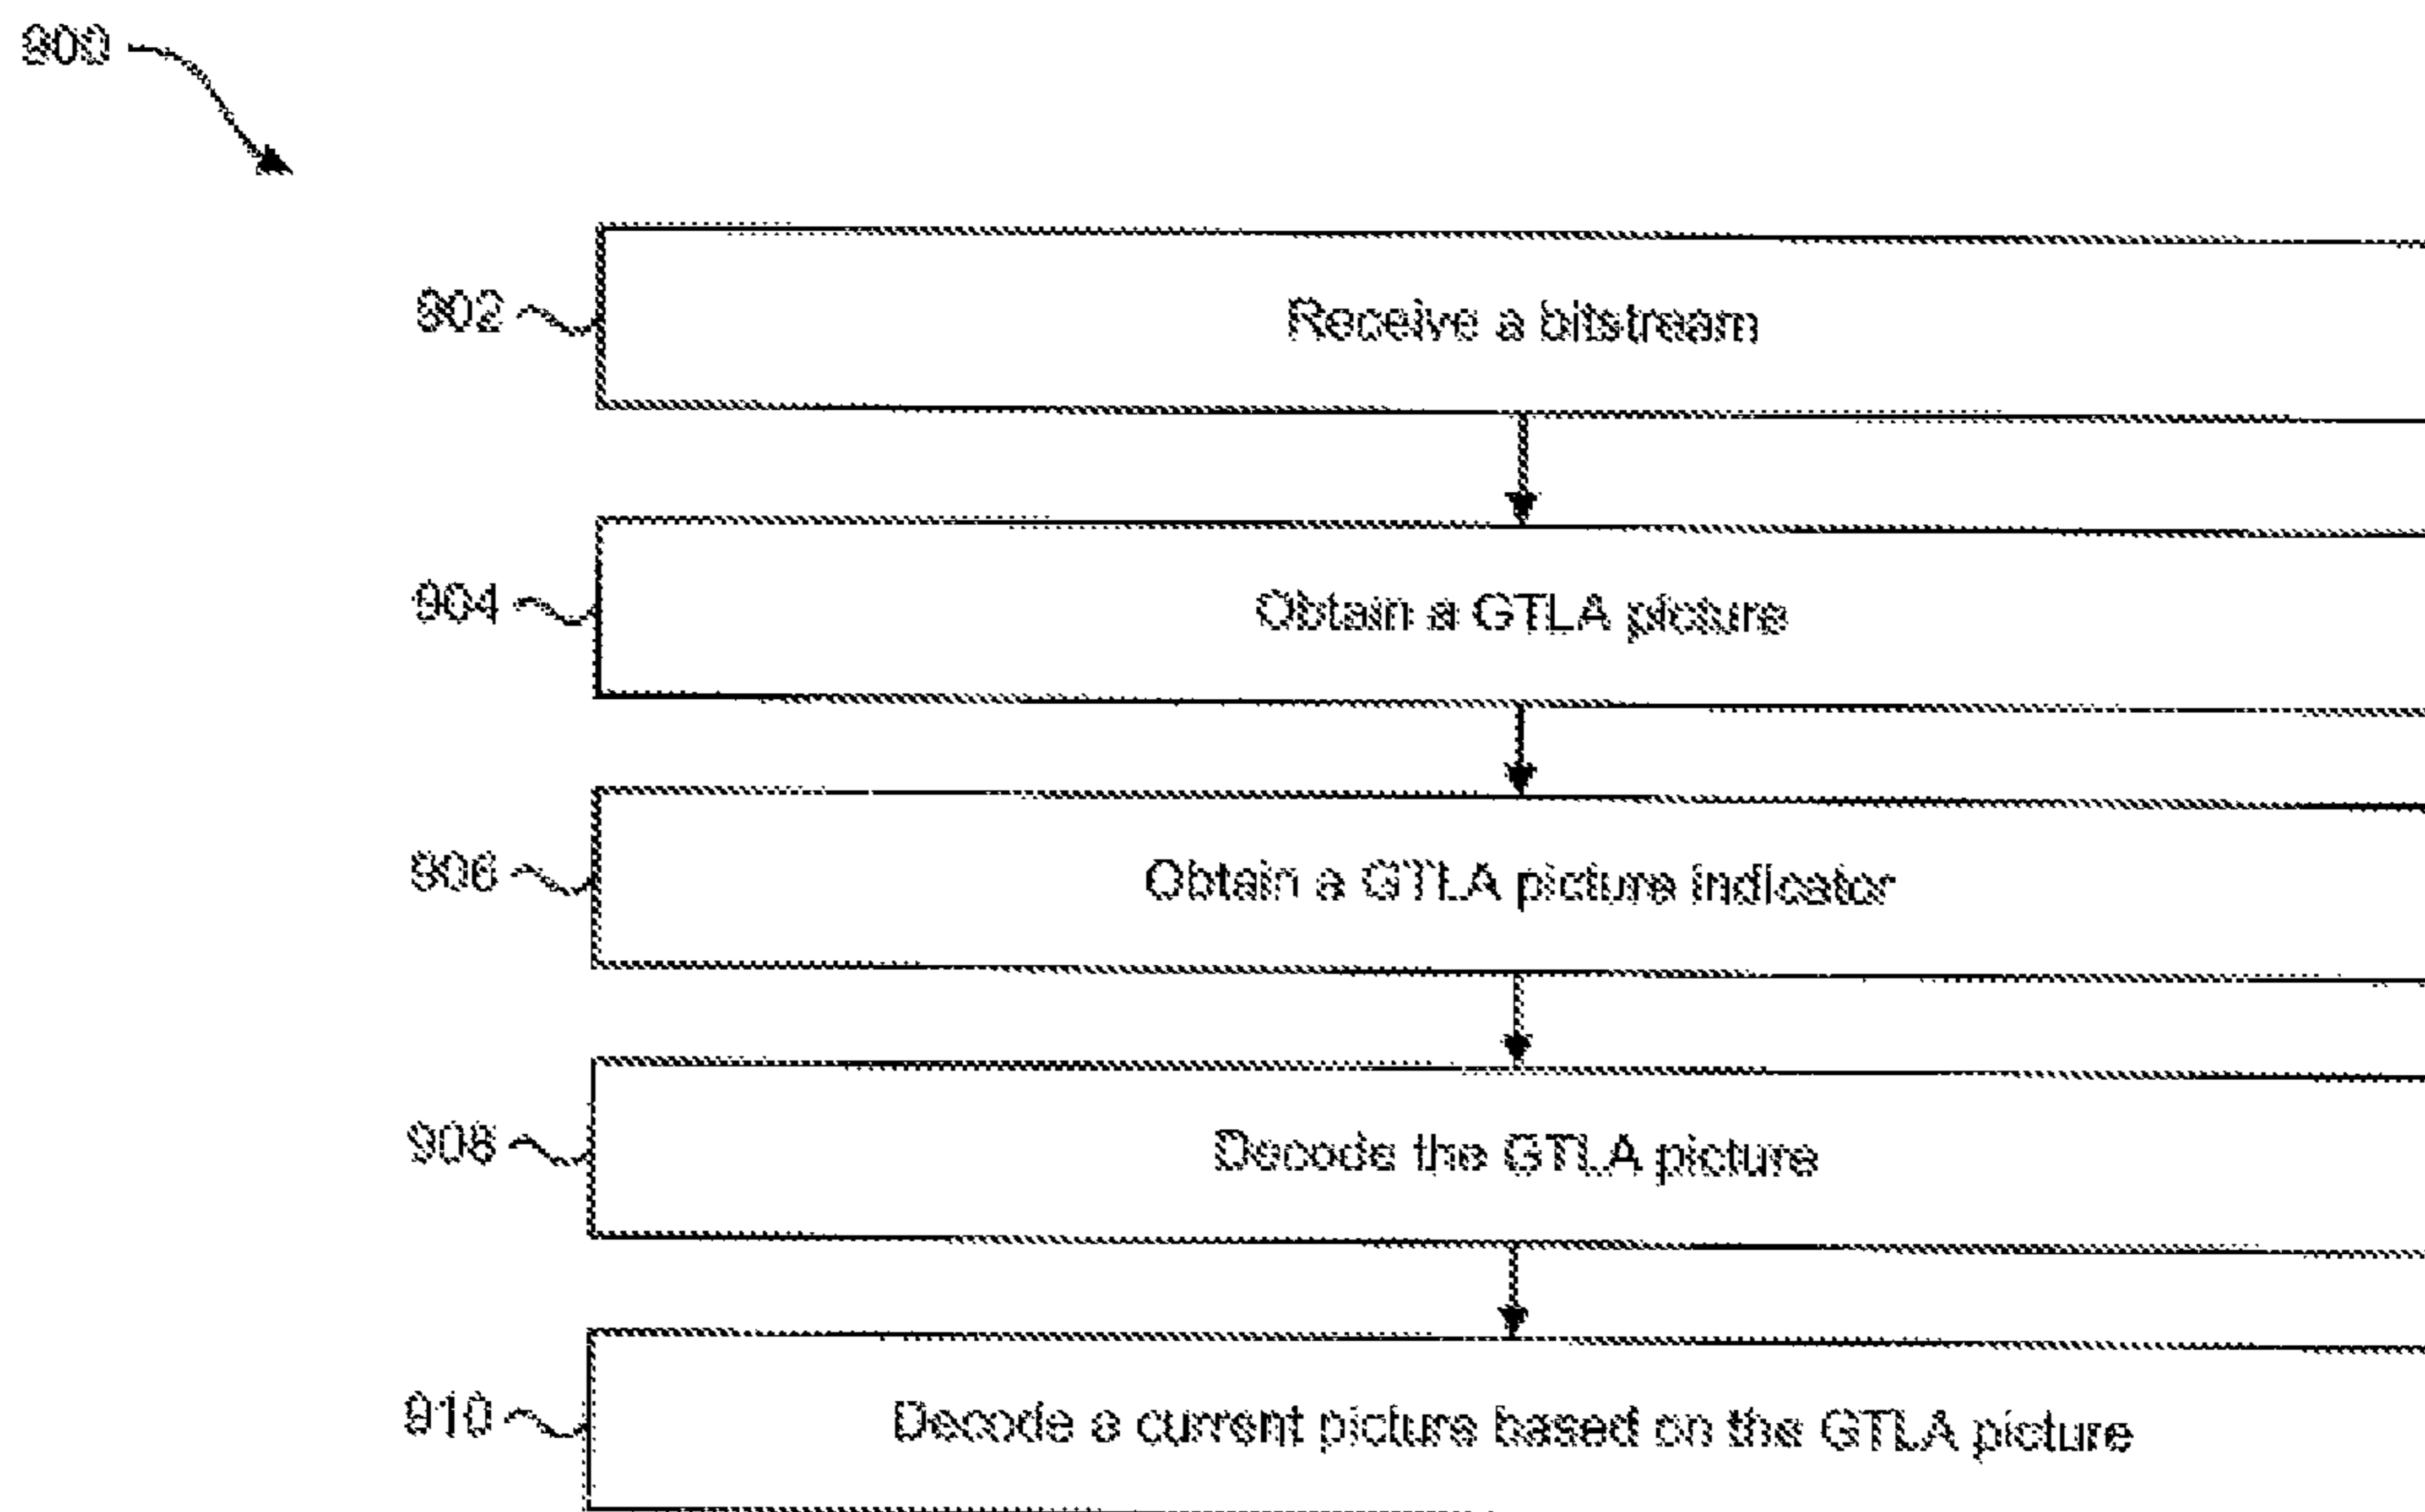 900
902
Receive a bitstream
904
Obtain a GTLA picture
906
Obtain a GTLA picture indicator
908
Decode the GTLA picture
910
Decode a current picture based on the GTLA picture